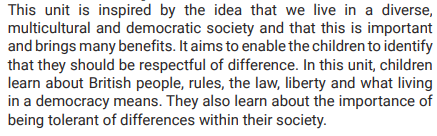 This unit is inspired by the idea that we live in a diverse,
multicultural and democratic society and that this is important
and brings many benefits. It aims to enable the children to identify
that they should be respectful of difference. In this unit, children
learn about British people, rules, the law, liberty and what living
in a democracy means. They also learn about the importance of
being tolerant of differences within their society.